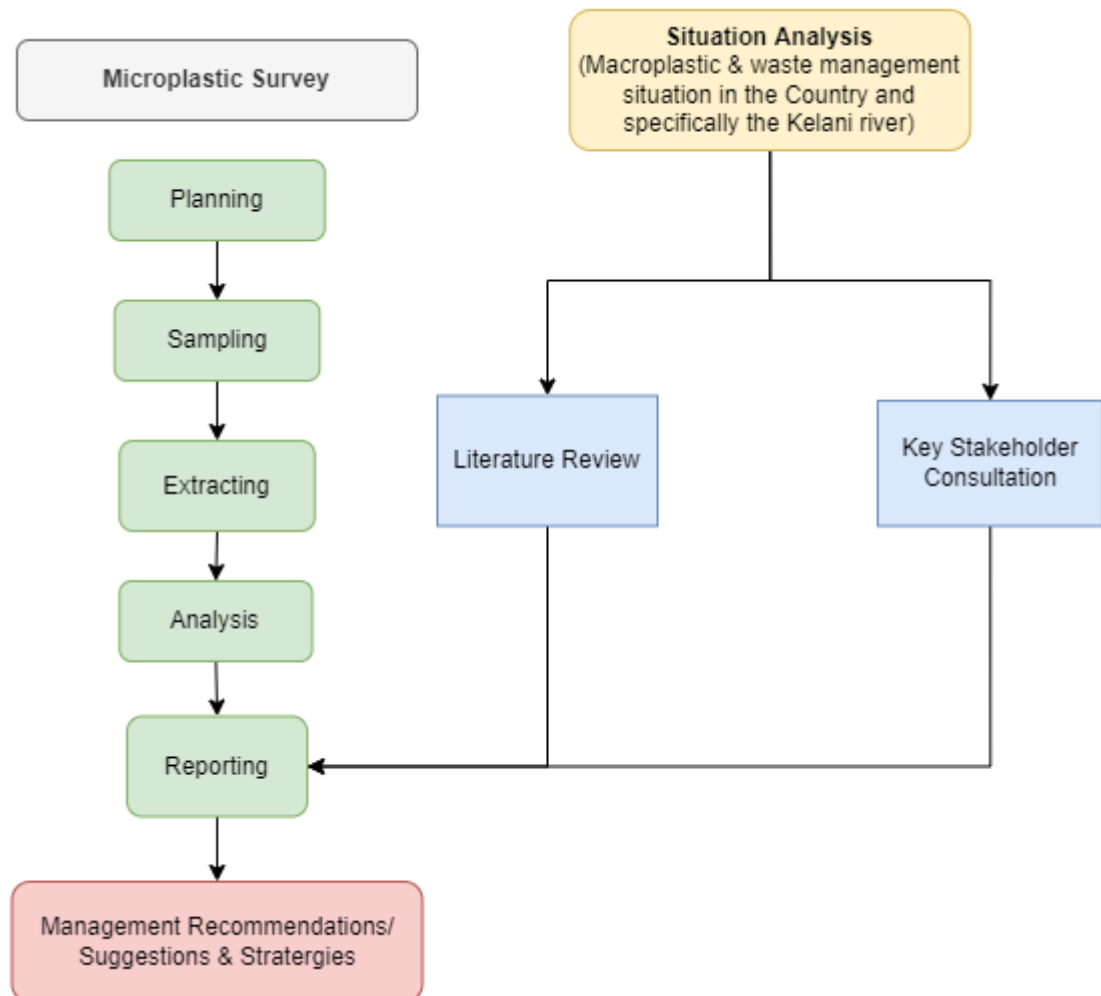 Microplastic Survey
Situation Analysis
(Macroplastic & waste management
situation in the Country and
specifically the Kelani river)
Planning
Sampling
Extracting
Literature Review
Key Stakeholder
Consultation
Analysis
Reporting
Management Recommendations/
Suggestions & Stratergies